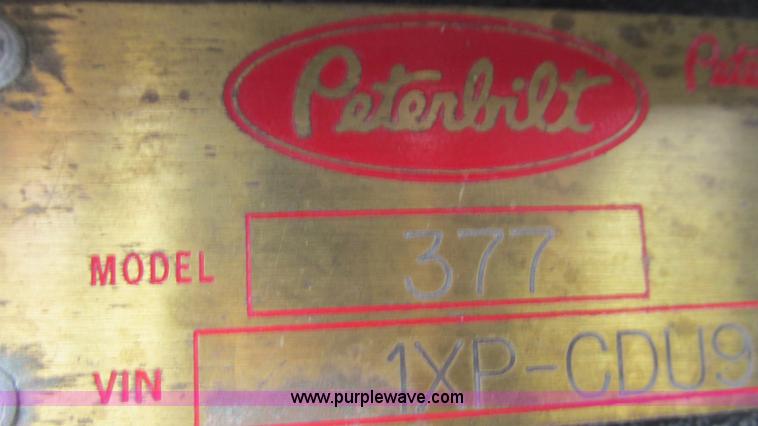 Peterbilt
MODEL 377
VIN 1XP-CDU9
www.purplewave.com